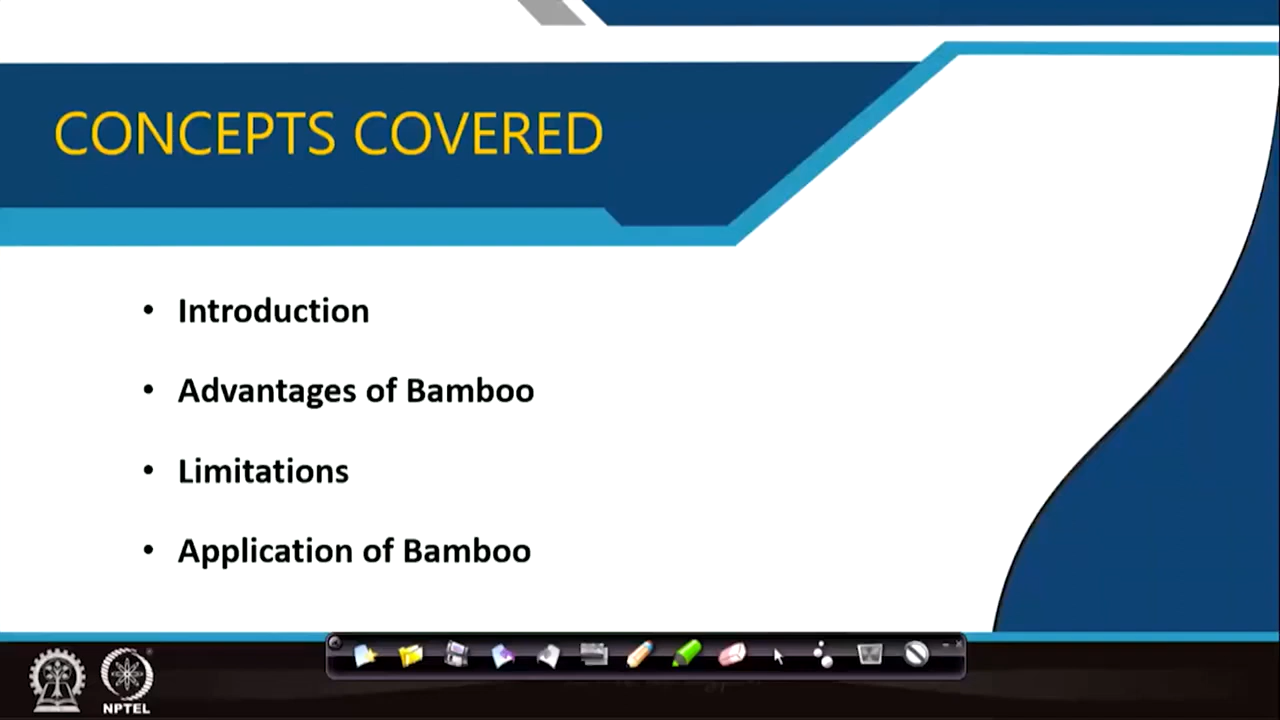 CONCEPTS COVERED
• Introduction
• Advantages of Bamboo
• Limitations
• Application of Bamboo
NPTEL